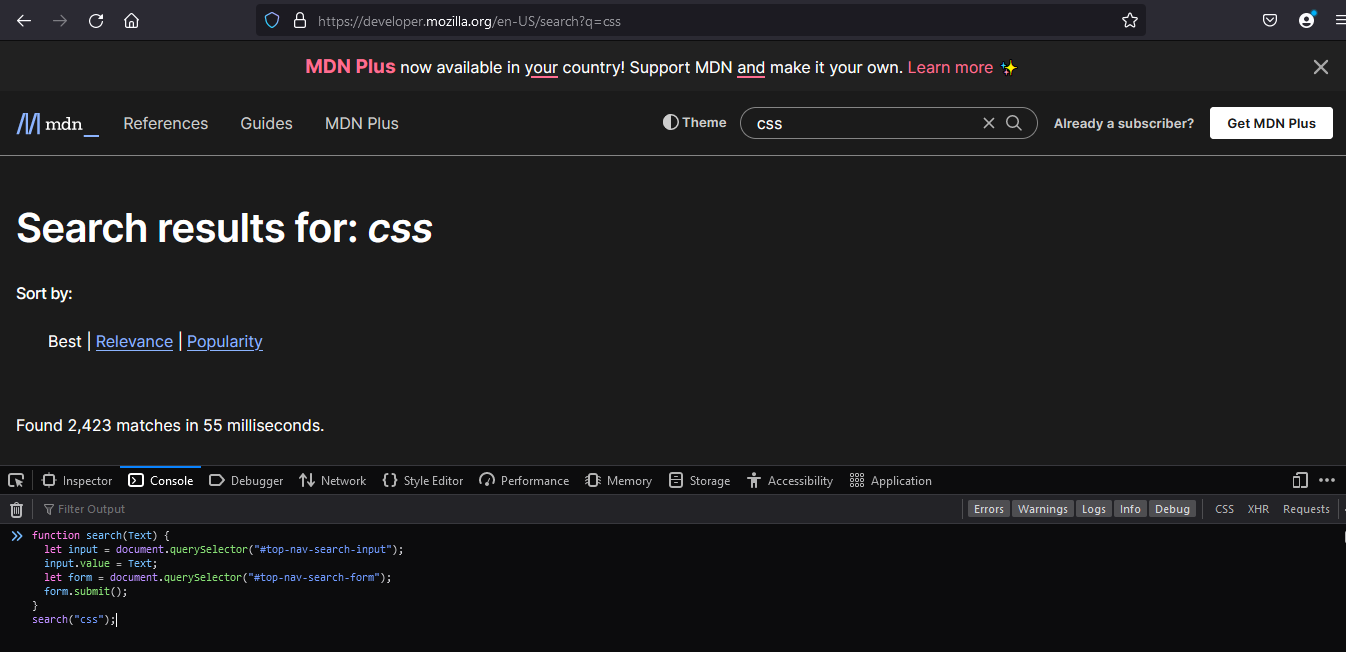 https://developer.mozilla.org/en-US/search?q=css
MDN Plus now available in your country! Support MDN and make it your own. Learn more ✨
mdn_ References Guides MDN Plus Theme css Already a subscriber? Get MDN Plus
Search results for: css
Sort by:
Best | Relevance | Popularity
Found 2,423 matches in 55 milliseconds.
Inspector Console Debugger Network Style Editor Performance Memory Storage Accessibility Application
Filter Output Errors Warnings Logs Info Debug CSS XHR Requests
function search(Text) {
  let input = document.querySelector("#top-nav-search-input");
  input.value = Text;
  let form = document.querySelector("#top-nav-search-form");
  form.submit();
}
search("css");